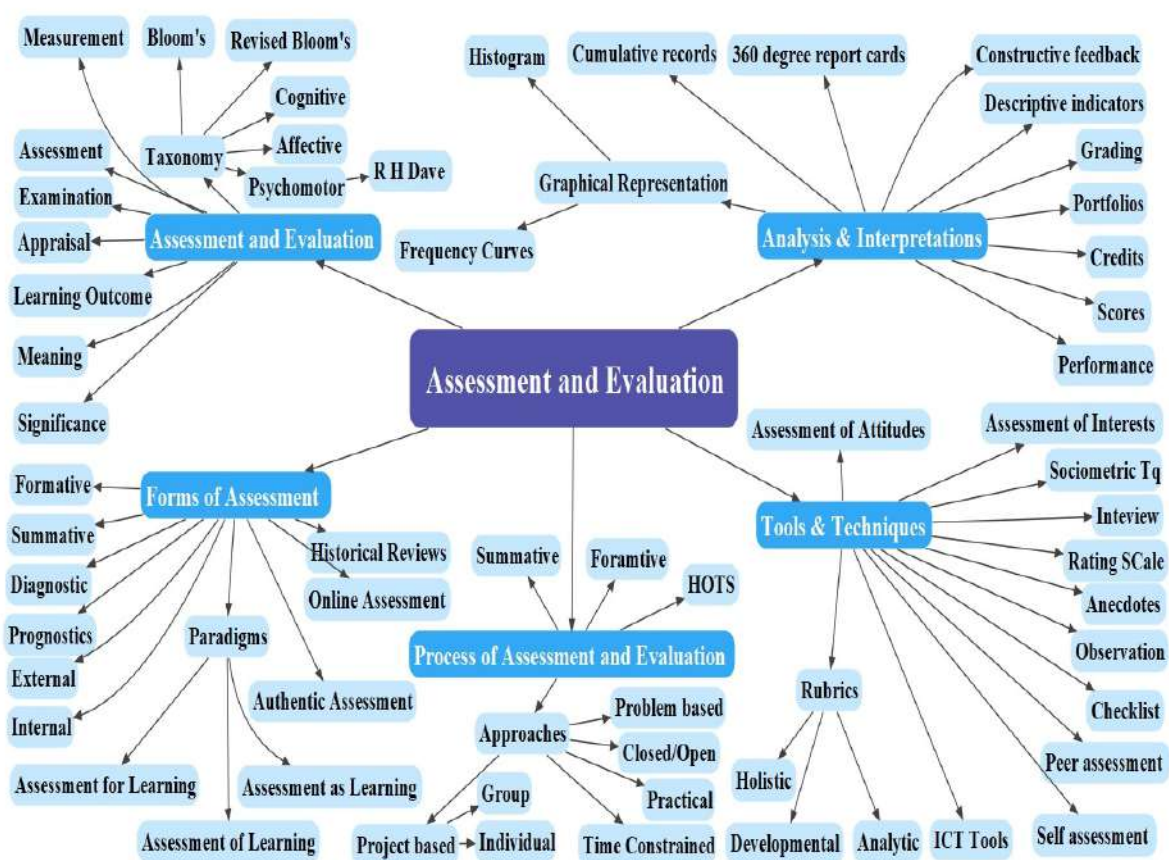 Measurement
Bloom's
Revised Bloom's
Cognitive
Affective
Taxonomy
Psychomotor
R H Dave
Assessment
Examination
Appraisal
Assessment and Evaluation
Learning Outcome
Meaning
Significance
Histogram
Cumulative records
360 degree report cards
Constructive feedback
Descriptive indicators
Grading
Graphical Representation
Portfolios
Analysis & Interpretations
Frequency Curves
Credits
Scores
Performance
Assessment and Evaluation
Formative
Forms of Assessment
Summative
Historical Reviews
Diagnostic
Online Assessment
Prognostics
Paradigms
External
Authentic Assessment
Internal
Assessment for Learning
Assessment as Learning
Assessment of Learning
Summative
Foramtive
HOTS
Process of Assessment and Evaluation
Approaches
Problem based
Closed/Open
Practical
Group
Project based
Individual
Time Constrained
Assessment of Attitudes
Assessment of Interests
Sociometric Tq
Tools & Techniques
Inteview
Rating SCale
Anecdotes
Observation
Rubrics
Checklist
Peer assessment
Holistic
Developmental
Analytic
ICT Tools
Self assessment